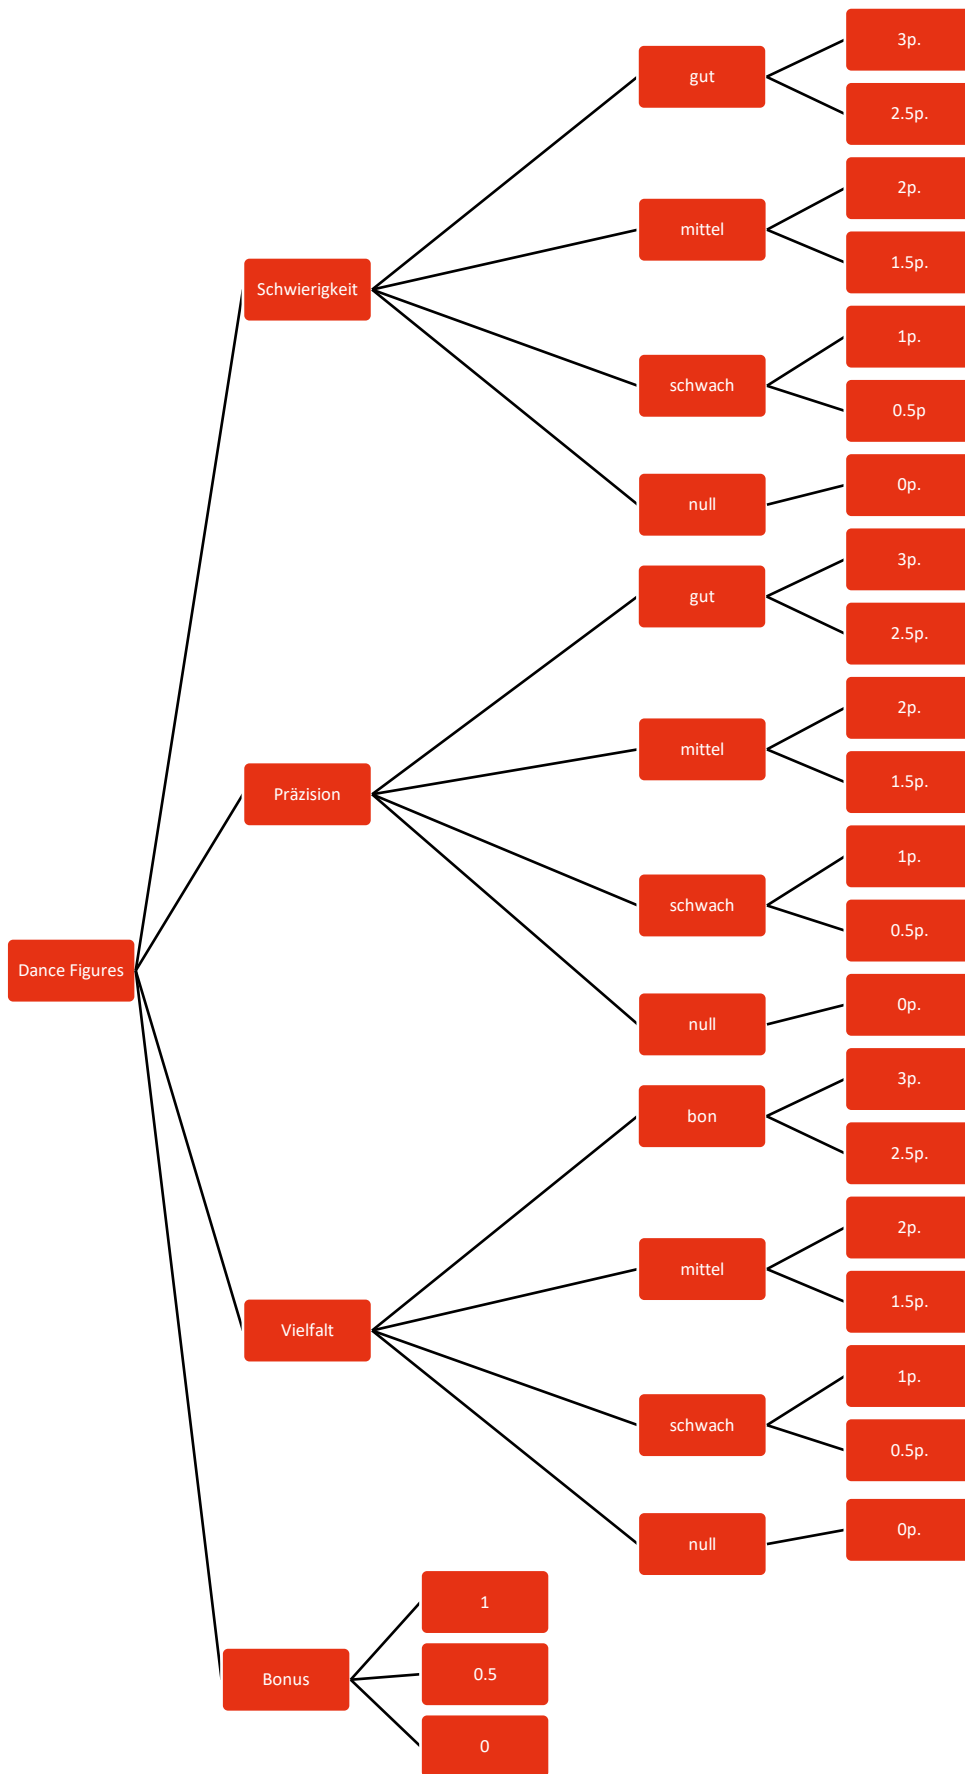 Dance Figures
Schwierigkeit
gut
3p.
2.5p.
mittel
2p.
1.5p.
schwach
1p.
0.5p
null
0p.
Präzision
gut
3p.
2.5p.
mittel
2p.
1.5p.
schwach
1p.
0.5p.
null
0p.
Vielfalt
bon
3p.
2.5p.
mittel
2p.
1.5p.
schwach
1p.
0.5p.
null
0p.
Bonus
1
0.5
0